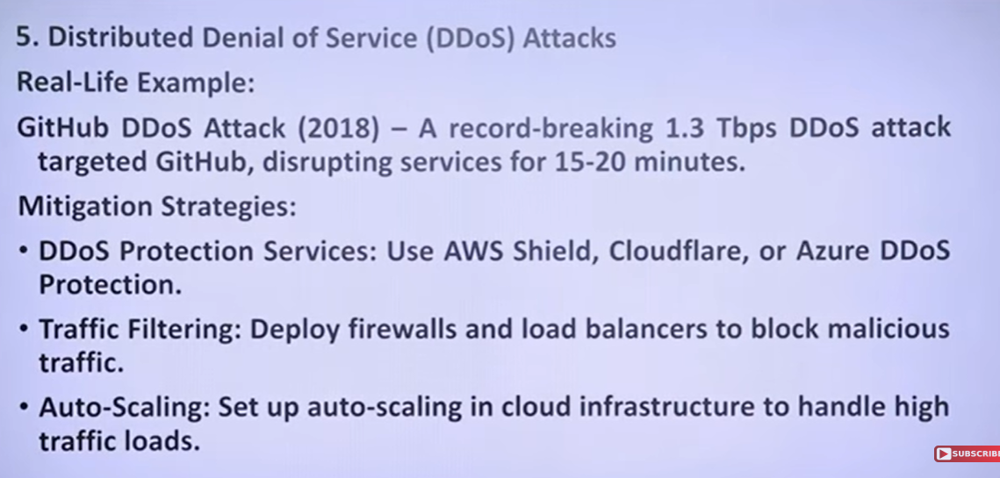 5. Distributed Denial of Service (DDoS) Attacks
Real-Life Example:
GitHub DDoS Attack (2018) – A record-breaking 1.3 Tbps DDoS attack
targeted GitHub, disrupting services for 15-20 minutes.
Mitigation Strategies:
• DDoS Protection Services: Use AWS Shield, Cloudflare, or Azure DDoS
Protection.
• Traffic Filtering: Deploy firewalls and load balancers to block malicious
traffic.
• Auto-Scaling: Set up auto-scaling in cloud infrastructure to handle high
traffic loads.
SUBSCRIBE